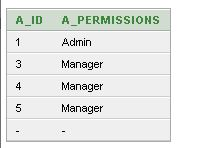 A_ID A_PERMISSIONS
1 Admin
3 Manager
4 Manager
5 Manager
- -